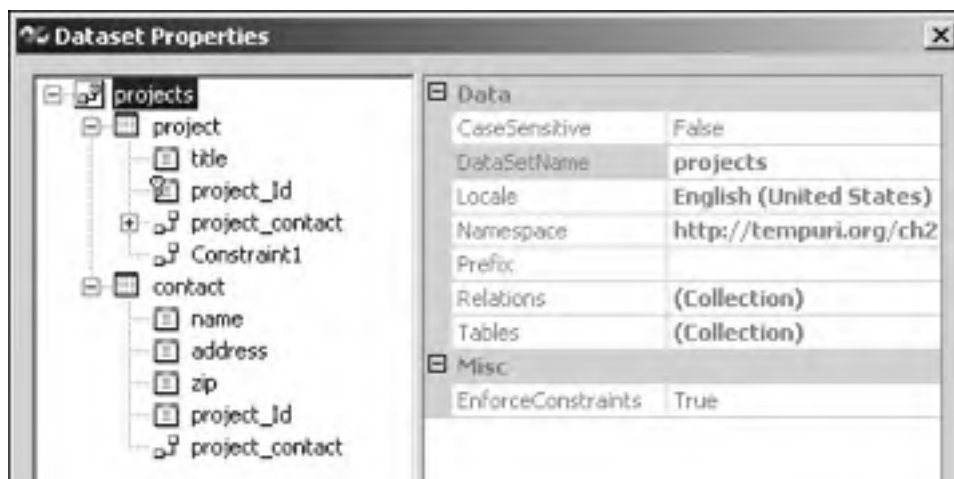 Dataset Properties
projects
project
title
project_Id
project_contact
Constraint1
contact
name
address
zip
project_Id
project_contact
Data
CaseSensitive False
DataSetName projects
Locale English (United States)
Namespace http://tempuri.org/ch2
Prefix
Relations (Collection)
Tables (Collection)
Misc
EnforceConstraints True